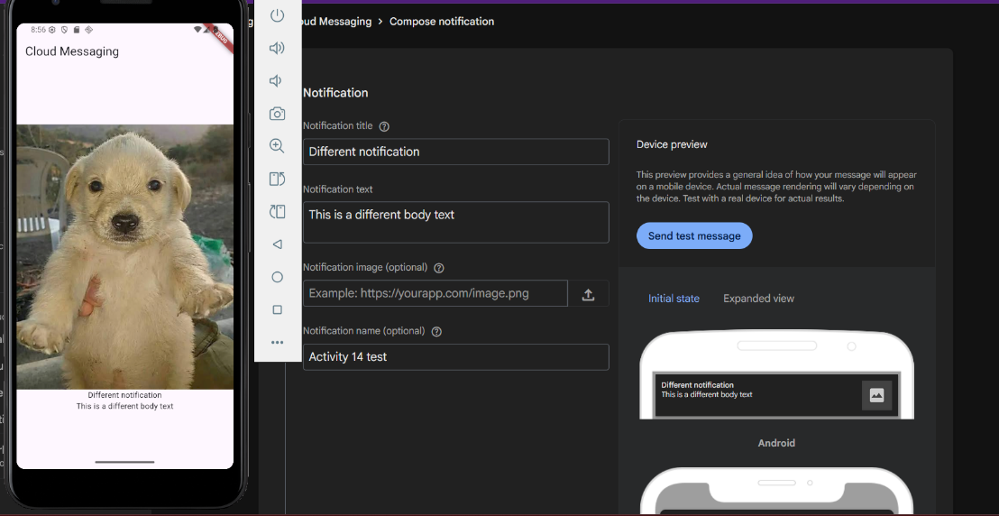 8:56
Cloud Messaging
Different notification
This is a different body text
oud Messaging > Compose notification
Notification
Notification title
Different notification
Notification text
This is a different body text
Notification image (optional)
Example: https://yourapp.com/image.png
Notification name (optional)
Activity 14 test
Device preview
This preview provides a general idea of how your message will appear
on a mobile device. Actual message rendering will vary depending on
the device. Test with a real device for actual results.
Send test message
Initial state
Expanded view
Different notification
This is a different body text
Android